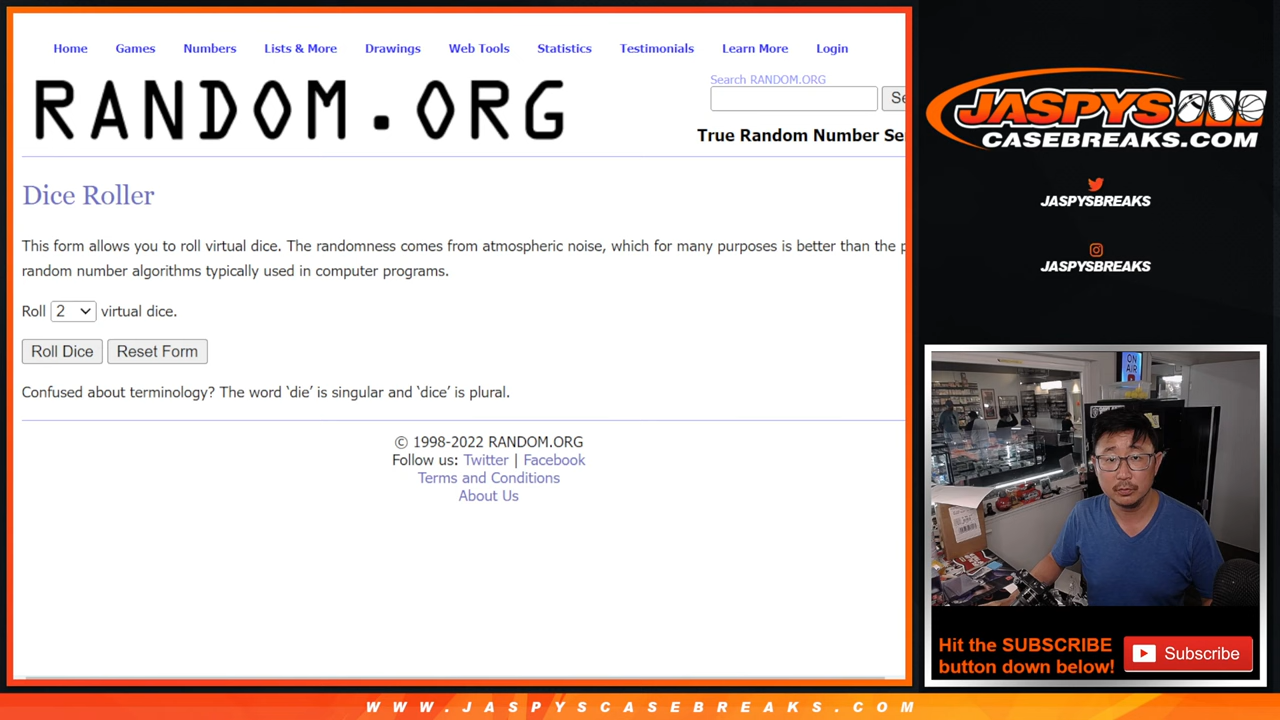 Home Games Numbers Lists & More Drawings Web Tools Statistics Testimonials Learn More Login
RANDOM.ORG
Search RANDOM.ORG
Se
True Random Number Se
Dice Roller
This form allows you to roll virtual dice. The randomness comes from atmospheric noise, which for many purposes is better than the p
random number algorithms typically used in computer programs.
Roll 2 virtual dice.
Roll Dice Reset Form
Confused about terminology? The word ‘die’ is singular and ‘dice’ is plural.
© 1998-2022 RANDOM.ORG
Follow us: Twitter | Facebook
Terms and Conditions
About Us
JASPYS
CASEBREAKS.COM
JASPYSBREAKS
JASPYSBREAKS
ON
AIR
Hit the SUBSCRIBE
button down below!
Subscribe
WWW.JASPYSCASEBREAKS.COM